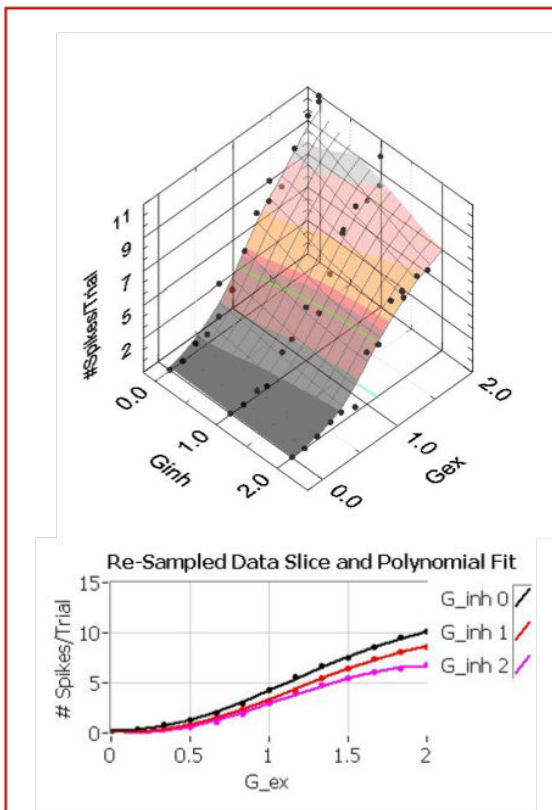 11
9
7
5
2
#Spikes/Trial
0.0
1.0
2.0
Ginh
0.0
1.0
2.0
Gex
Re-Sampled Data Slice and Polynomial Fit
15
10
5
0
# Spikes/Trial
0
0.5
1
1.5
2
G_ex
G_inh 0
G_inh 1
G_inh 2